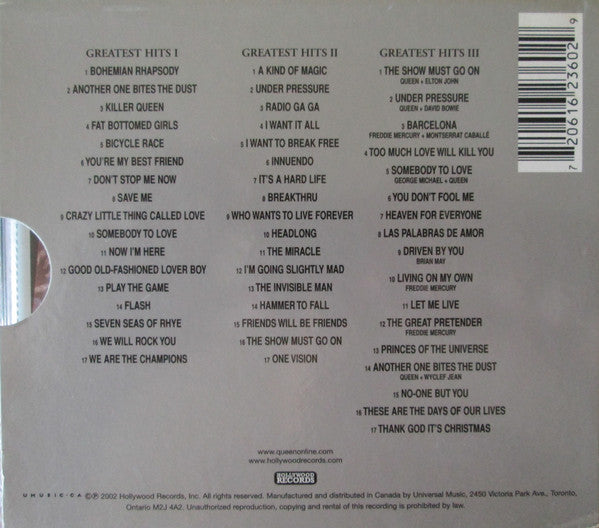 GREATEST HITS I
1 BOHEMIAN RHAPSODY
2 ANOTHER ONE BITES THE DUST
3 KILLER QUEEN
4 FAT BOTTOMED GIRLS
5 BICYCLE RACE
6 YOU'RE MY BEST FRIEND
7 DON'T STOP ME NOW
8 SAVE ME
9 CRAZY LITTLE THING CALLED LOVE
10 SOMEBODY TO LOVE
11 NOW I'M HERE
12 GOOD OLD-FASHIONED LOVER BOY
13 PLAY THE GAME
14 FLASH
15 SEVEN SEAS OF RHYE
16 WE WILL ROCK YOU
17 WE ARE THE CHAMPIONS
GREATEST HITS II
1 A KIND OF MAGIC
2 UNDER PRESSURE
3 RADIO GA GA
4 I WANT IT ALL
5 I WANT TO BREAK FREE
6 INNUENDO
7 IT'S A HARD LIFE
8 BREAKTHRU
9 WHO WANTS TO LIVE FOREVER
10 HEADLONG
11 THE MIRACLE
12 I'M GOING SLIGHTLY MAD
13 THE INVISIBLE MAN
14 HAMMER TO FALL
15 FRIENDS WILL BE FRIENDS
16 THE SHOW MUST GO ON
17 ONE VISION
GREATEST HITS III
1 THE SHOW MUST GO ON
QUEEN + ELTON JOHN
2 UNDER PRESSURE
QUEEN + DAVID BOWIE
3 BARCELONA
FREDDIE MERCURY + MONTSERRAT CABALLÉ
4 TOO MUCH LOVE WILL KILL YOU
5 SOMEBODY TO LOVE
GEORGE MICHAEL + QUEEN
6 YOU DON'T FOOL ME
7 HEAVEN FOR EVERYONE
8 LAS PALABRAS DE AMOR
9 DRIVEN BY YOU
BRIAN MAY
10 LIVING ON MY OWN
FREDDIE MERCURY
11 LET ME LIVE
12 THE GREAT PRETENDER
FREDDIE MERCURY
13 PRINCES OF THE UNIVERSE
14 ANOTHER ONE BITES THE DUST
QUEEN + WYCLEF JEAN
15 NO-ONE BUT YOU
16 THESE ARE THE DAYS OF OUR LIVES
17 THANK GOD IT'S CHRISTMAS
7 20616 23602 9
www.queenonline.com
www.hollywoodrecords.com
HOLLYWOOD
RECORDS
UMUSIC.CA ©℗ 2002 Hollywood Records, Inc. All rights reserved. Manufactured and distributed in Canada by Universal Music, 2450 Victoria Park Ave., Toronto,
Ontario M2J 4A2. Unauthorized reproduction, copying and rental of this recording is prohibited by law.